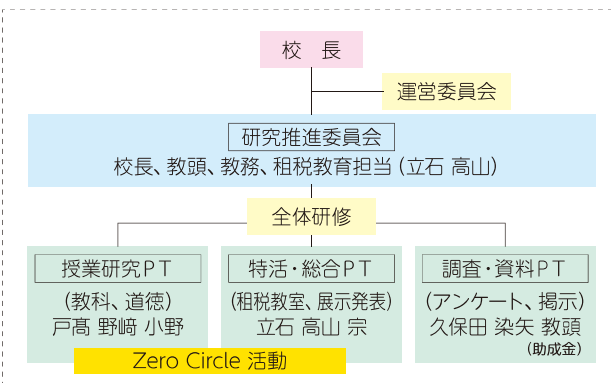 校 長
運営委員会
研究推進委員会
校長、教頭、教務、租税教育担当(立石 高山)
全体研修
授業研究PT
(教科、道徳)
戸髙 野﨑 小野
特活・総合PT
(租税教室、展示発表)
立石 高山 宗
調査・資料PT
(アンケート、掲示)
久保田 染矢 教頭
(助成金)
Zero Circle 活動